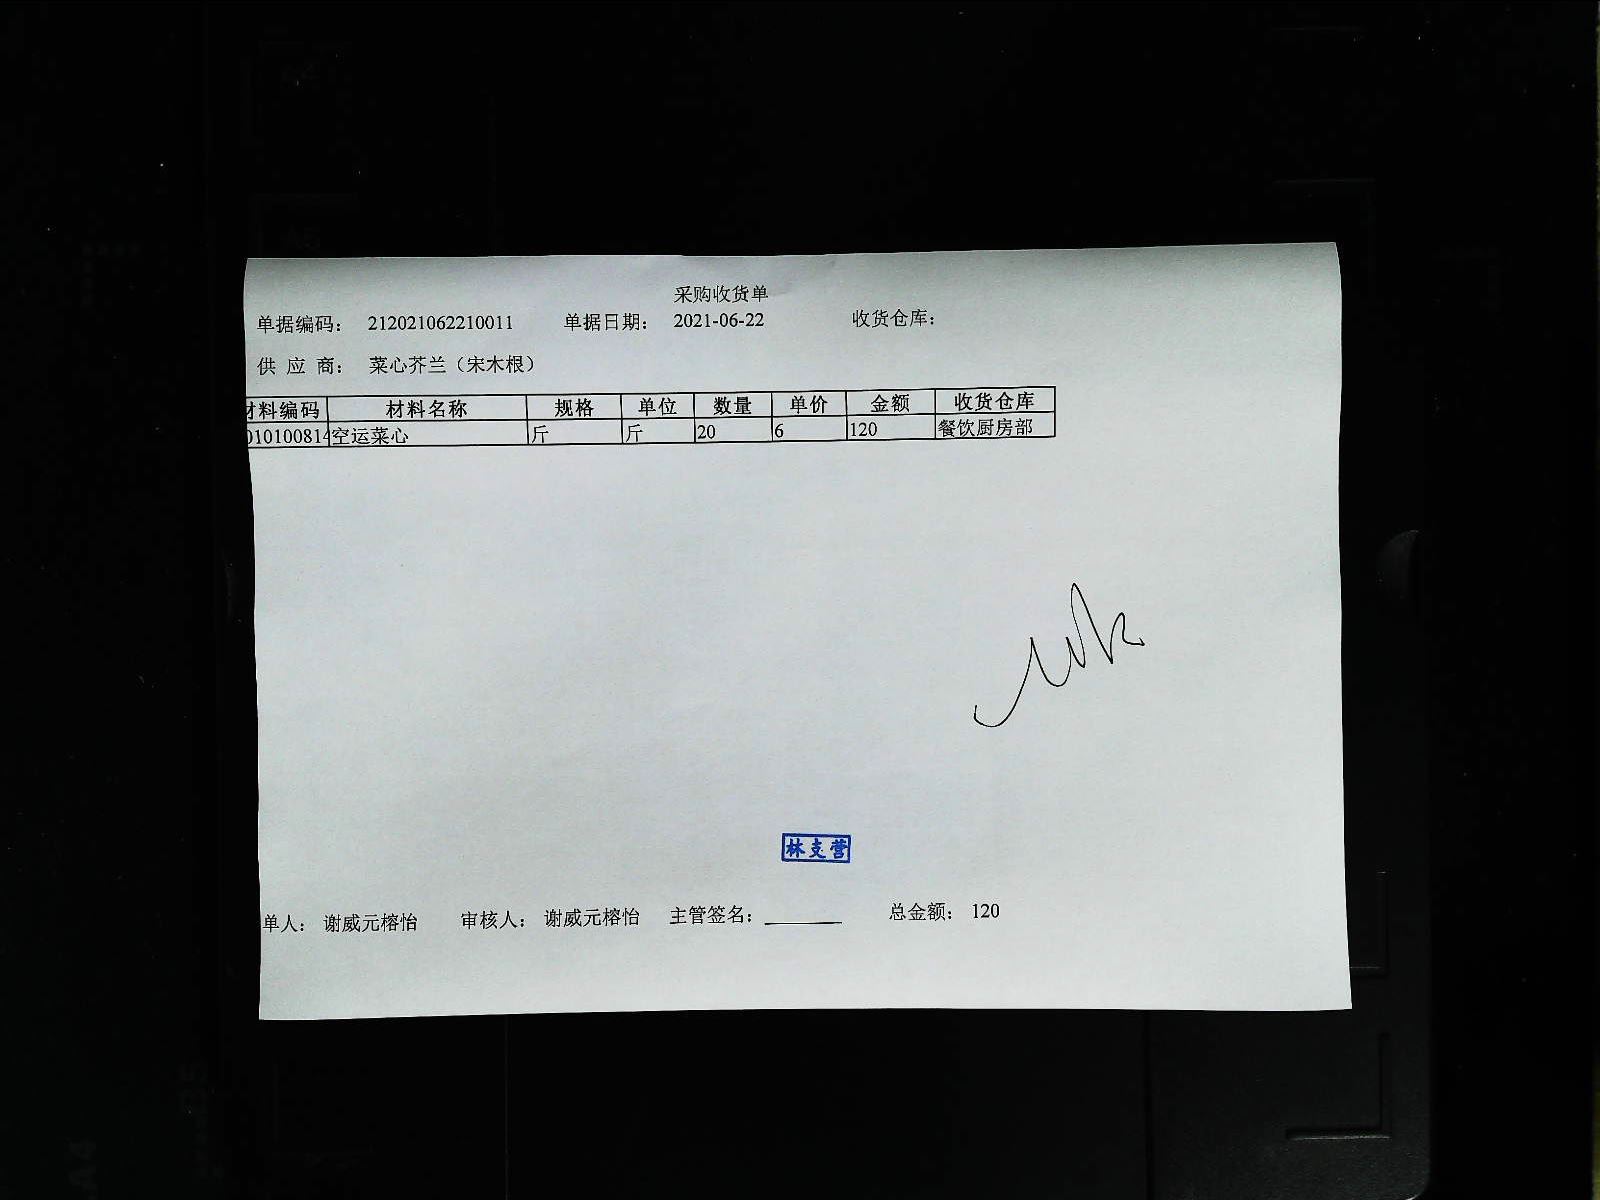 采购收货单
单据编码： 212021062210011 单据日期： 2021-06-22 收货仓库：
供 应 商： 菜心芥兰（宋木根）
材料编码 材料名称 规格 单位 数量 单价 金额 收货仓库
010100814 空运菜心 斤 斤 20 6 120 餐饮厨房部
林支营
单人： 谢威元榕怡 审核人： 谢威元榕怡 主管签名： 总金额： 120